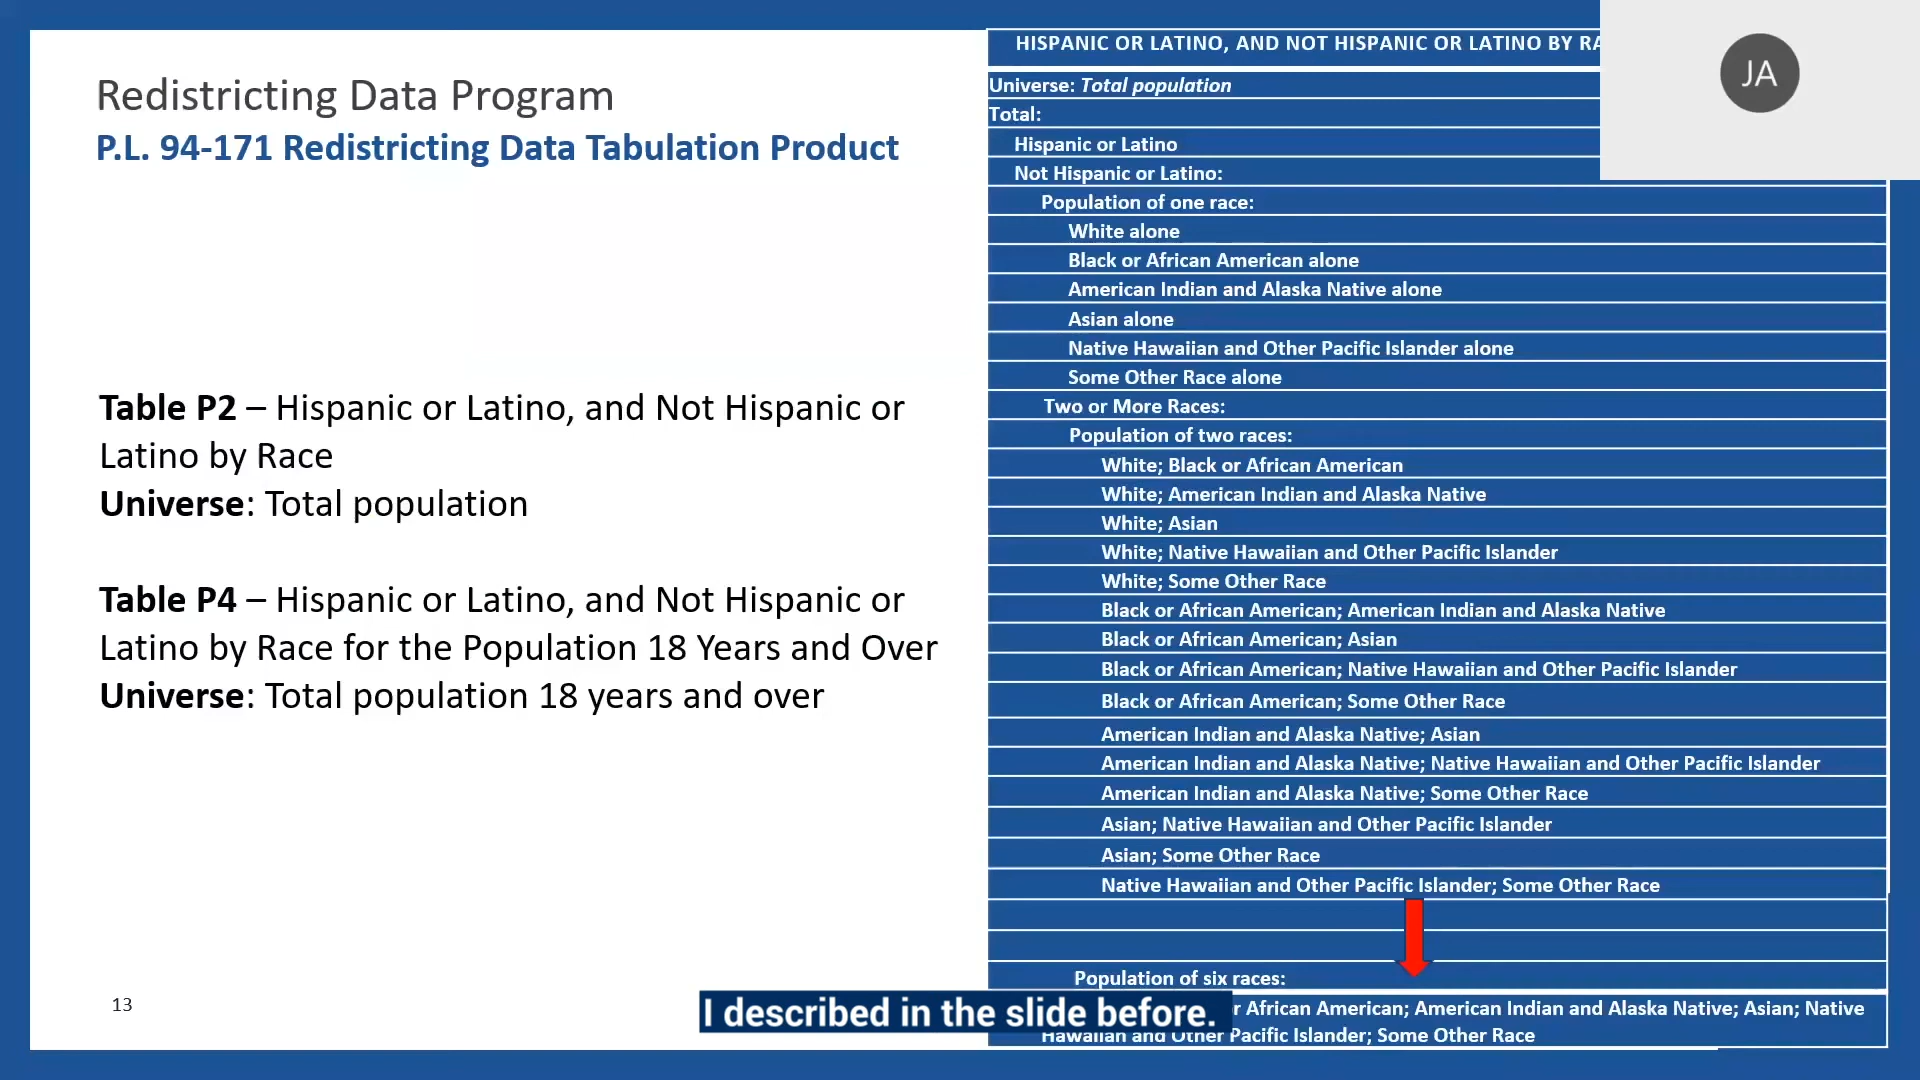 Redistricting Data Program
P.L. 94-171 Redistricting Data Tabulation Product
Table P2 – Hispanic or Latino, and Not Hispanic or
Latino by Race
Universe: Total population
Table P4 – Hispanic or Latino, and Not Hispanic or
Latino by Race for the Population 18 Years and Over
Universe: Total population 18 years and over
13
HISPANIC OR LATINO, AND NOT HISPANIC OR LATINO BY
JA
Universe: Total population
Total:
Hispanic or Latino
Not Hispanic or Latino:
Population of one race:
White alone
Black or African American alone
American Indian and Alaska Native alone
Asian alone
Native Hawaiian and Other Pacific Islander alone
Some Other Race alone
Two or More Races:
Population of two races:
White; Black or African American
White; American Indian and Alaska Native
White; Asian
White; Native Hawaiian and Other Pacific Islander
White; Some Other Race
Black or African American; American Indian and Alaska Native
Black or African American; Asian
Black or African American; Native Hawaiian and Other Pacific Islander
Black or African American; Some Other Race
American Indian and Alaska Native; Asian
American Indian and Alaska Native; Native Hawaiian and Other Pacific Islander
American Indian and Alaska Native; Some Other Race
Asian; Native Hawaiian and Other Pacific Islander
Asian; Some Other Race
Native Hawaiian and Other Pacific Islander; Some Other Race
Population of six races:
African American; American Indian and Alaska Native; Asian; Native
Hawaiian and Other Pacific Islander; Some Other Race
I described in the slide before.